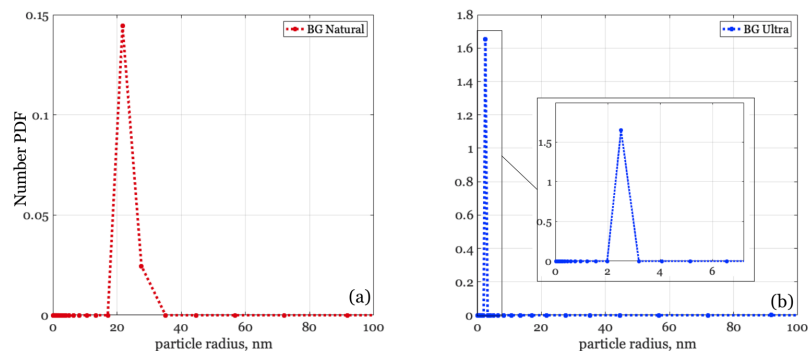 BG Natural
0.15
0.1
0.05
0
Number PDF
0 20 40 60 80 100
particle radius, nm
(a)
BG Ultra
1.8
1.6
1.4
1.2
1
0.8
0.6
0.4
0.2
0
1.5
1
0.5
0
0 2 4 6
0 20 40 60 80 100
particle radius, nm
(b)